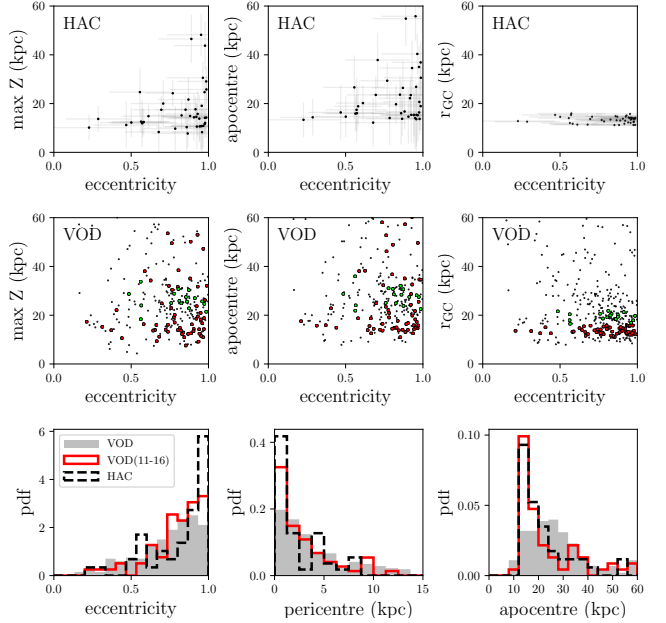 HAC
max Z (kpc)
60
40
20
0
0.0 0.5 1.0
eccentricity
HAC
apocentre (kpc)
60
40
20
0
0.0 0.5 1.0
eccentricity
HAC
r_GC (kpc)
60
40
20
0
0.0 0.5 1.0
eccentricity
VOD
max Z (kpc)
60
40
20
0
0.0 0.5 1.0
eccentricity
VOD
apocentre (kpc)
60
40
20
0
0.0 0.5 1.0
eccentricity
VOD
r_GC (kpc)
60
40
20
0
0.0 0.5 1.0
eccentricity
VOD
VOD(11-16)
HAC
pdf
6
4
2
0
0.0 0.5 1.0
eccentricity
pdf
0.4
0.2
0.0
0 5 10 15
pericentre (kpc)
pdf
0.10
0.05
0.00
0 10 20 30 40 50 60
apocentre (kpc)